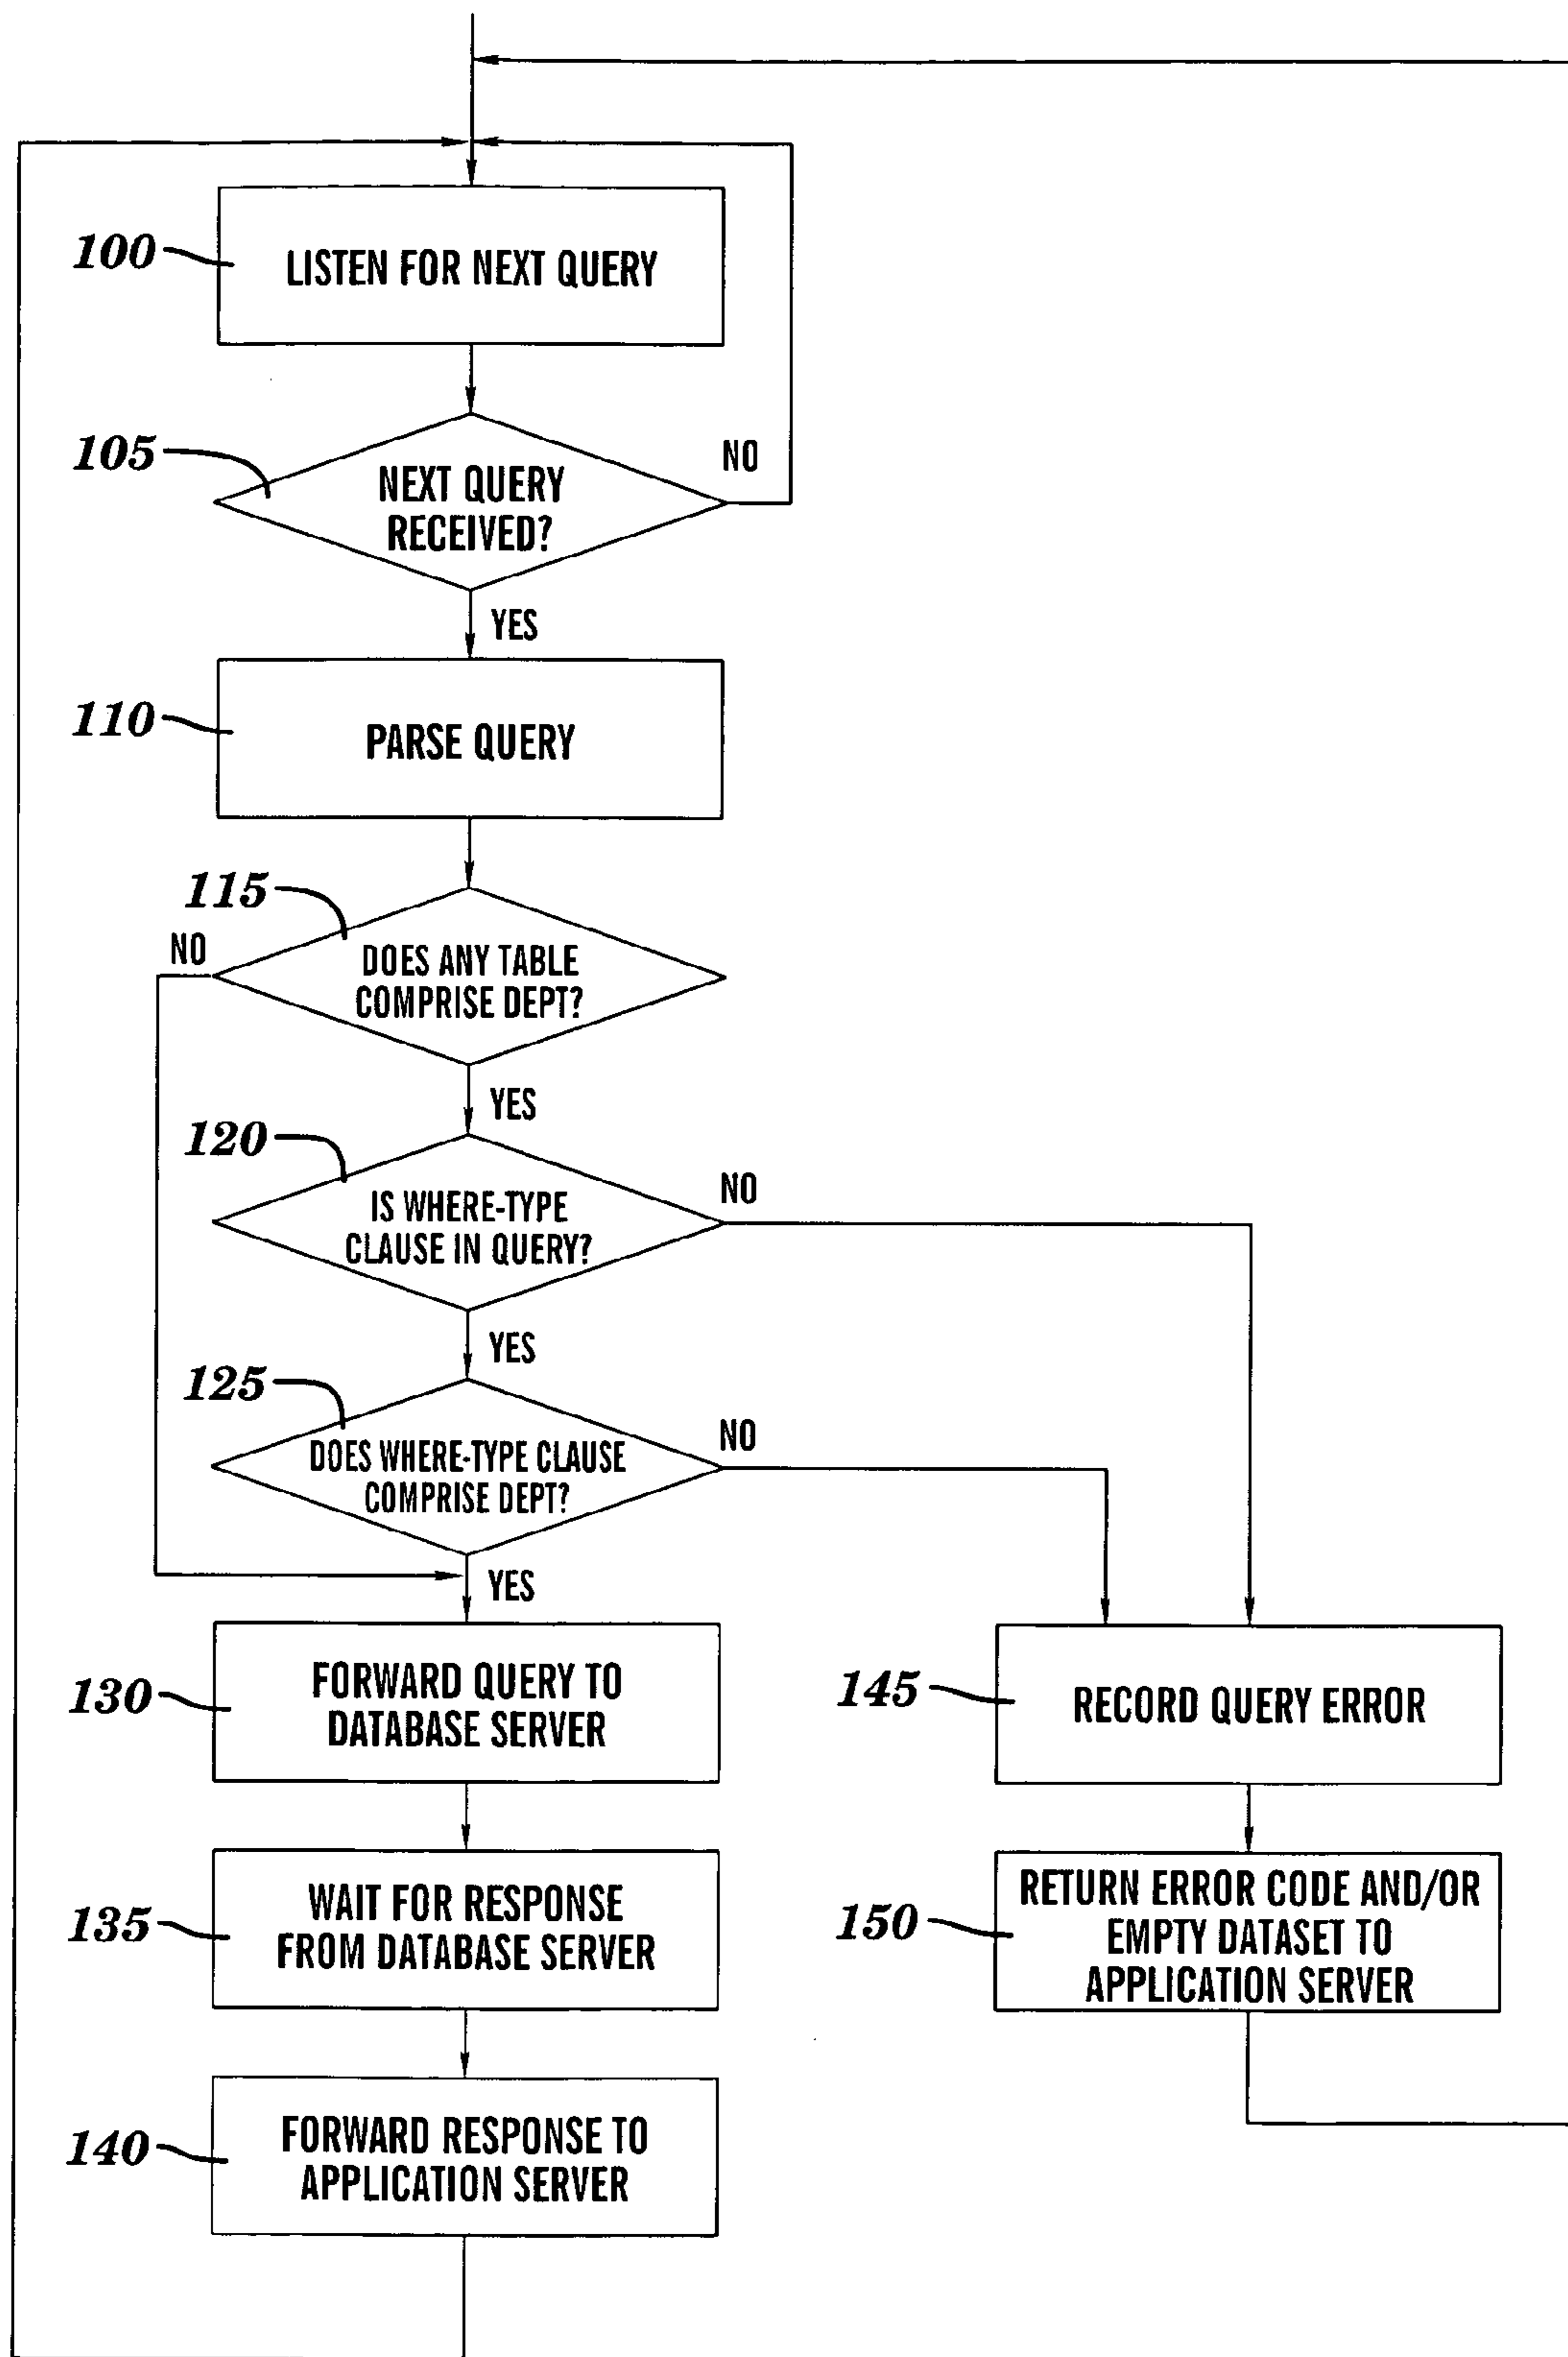 100
LISTEN FOR NEXT QUERY
105
NEXT QUERY
RECEIVED?
NO
YES
110
PARSE QUERY
115
NO
DOES ANY TABLE
COMPRISE DEPT?
YES
120
IS WHERE-TYPE
CLAUSE IN QUERY?
NO
YES
125
DOES WHERE-TYPE CLAUSE
COMPRISE DEPT?
NO
YES
130
FORWARD QUERY TO
DATABASE SERVER
145
RECORD QUERY ERROR
135
WAIT FOR RESPONSE
FROM DATABASE SERVER
150
RETURN ERROR CODE AND/OR
EMPTY DATASET TO
APPLICATION SERVER
140
FORWARD RESPONSE TO
APPLICATION SERVER